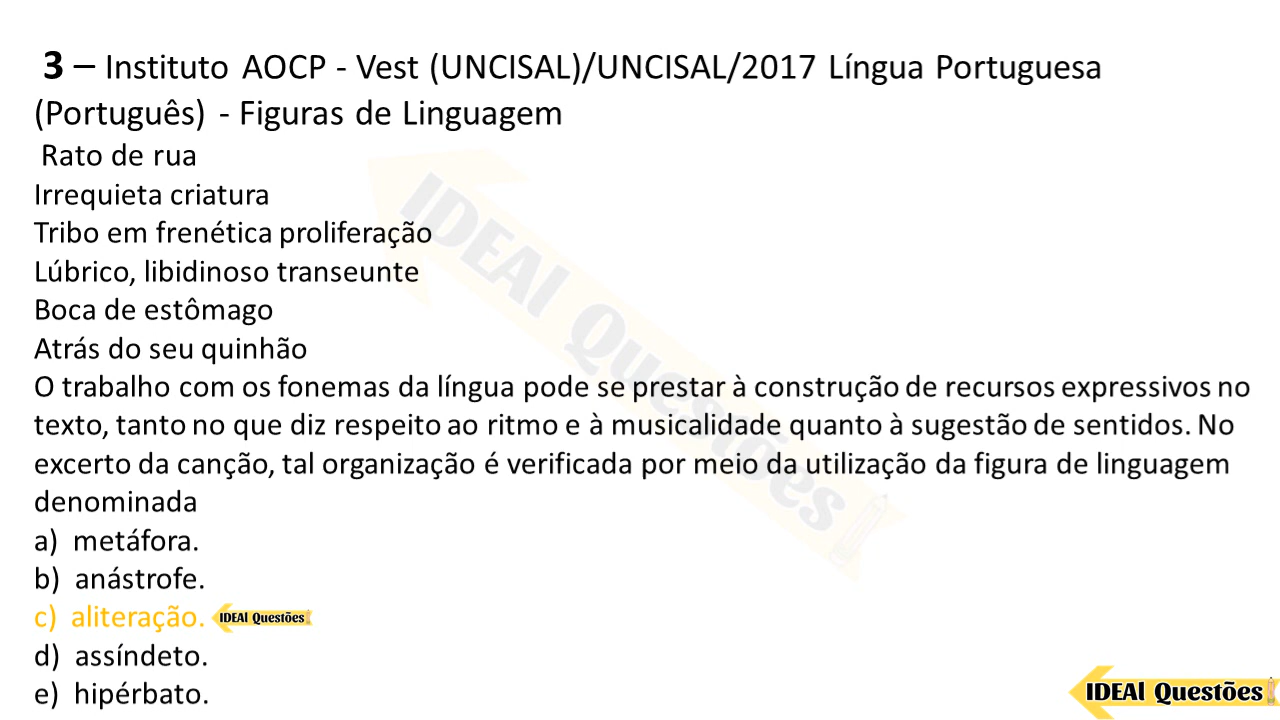 3 – Instituto AOCP - Vest (UNCISAL)/UNCISAL/2017 Língua Portuguesa
(Português) - Figuras de Linguagem
Rato de rua
Irrequieta criatura
Tribo em frenética proliferação
Lúbrico, libidinoso transeunte
Boca de estômago
Atrás do seu quinhão
O trabalho com os fonemas da língua pode se prestar à construção de recursos expressivos no
texto, tanto no que diz respeito ao ritmo e à musicalidade quanto à sugestão de sentidos. No
excerto da canção, tal organização é verificada por meio da utilização da figura de linguagem
denominada
a) metáfora.
b) anástrofe.
c) aliteração. IDEAl Questões
d) assíndeto.
e) hipérbato.
IDEAl Questões
IDEAl Questões